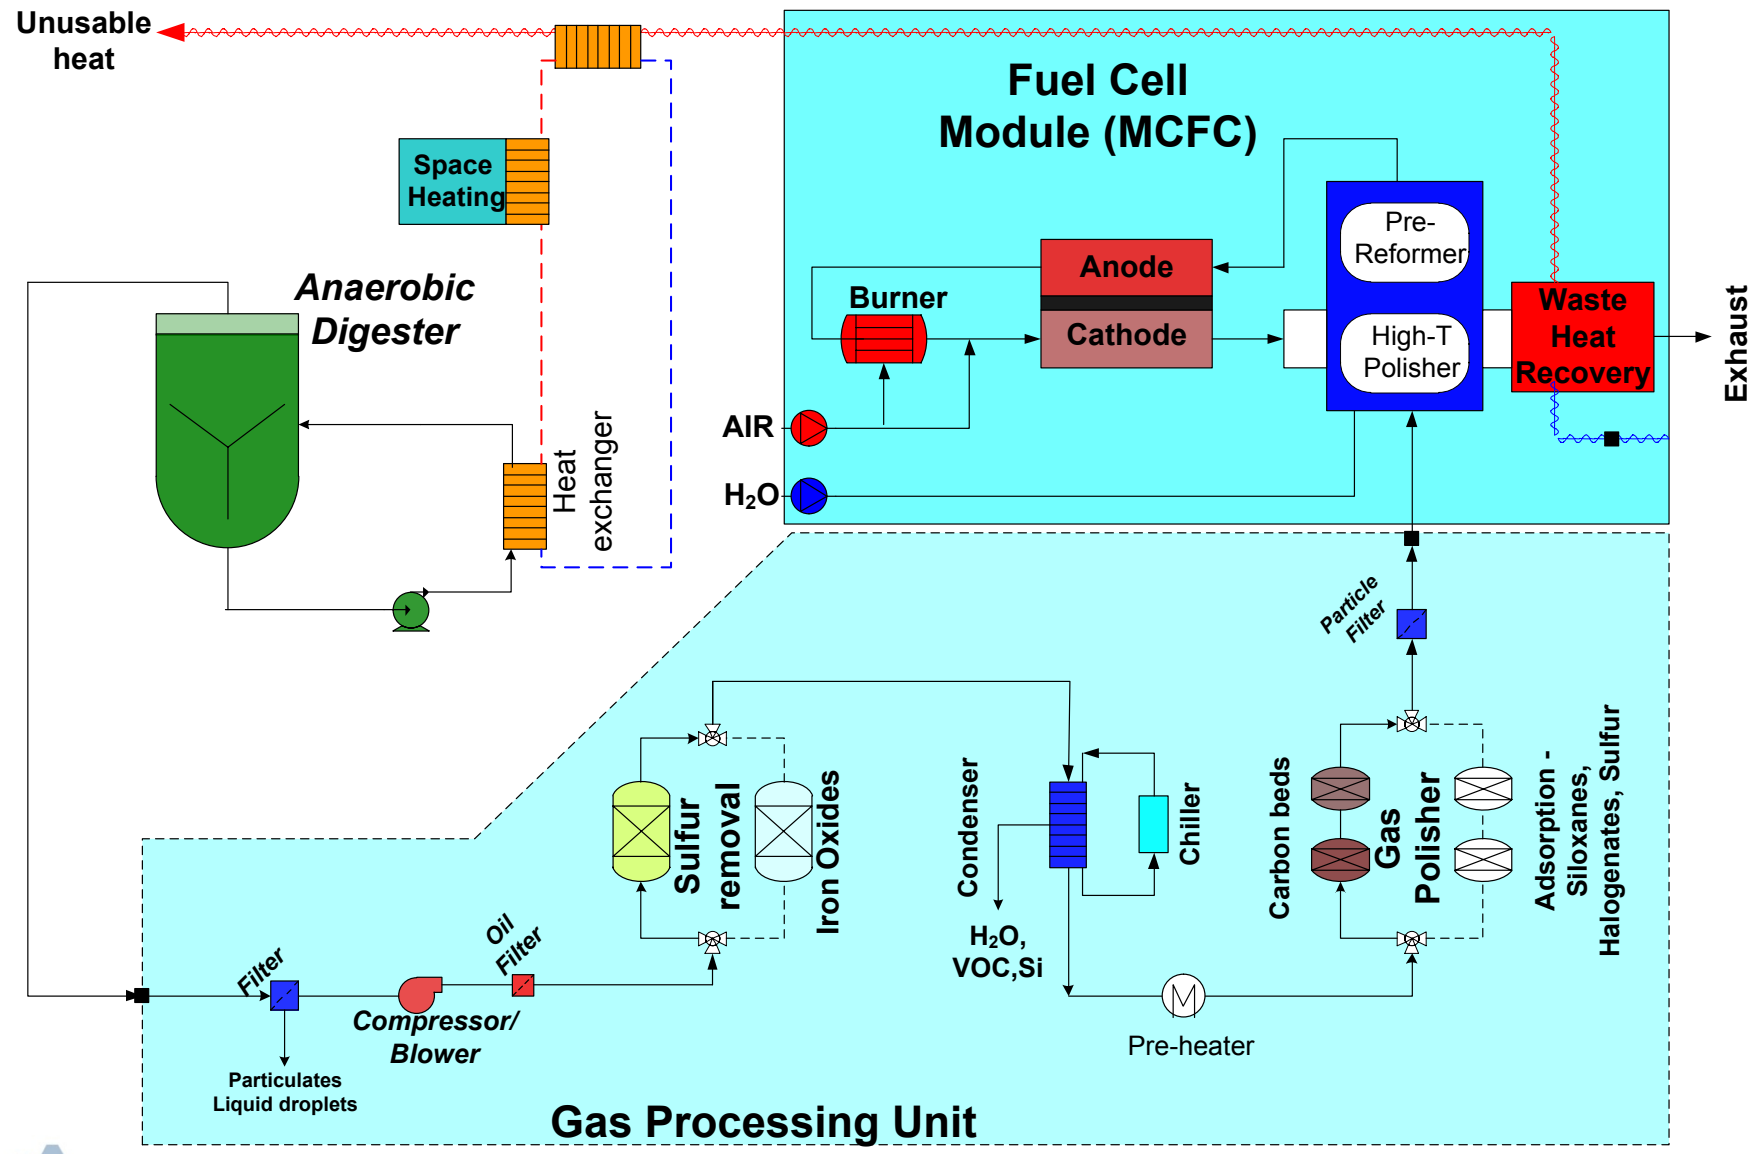 Unusable
heat
Fuel Cell
Module (MCFC)
Space
Heating
Pre-
Reformer
Anaerobic
Digester
Anode
Burner
Waste
Heat
Recovery
Cathode
High-T
Polisher
Exhaust
AIR
Heat
exchanger
H₂O
Particle
Filter
Sulfur
removal
Iron Oxides
Condenser
Chiller
Carbon beds
Gas
Polisher
Adsorption -
Siloxanes,
Halogenates, Sulfur
Filter
Oil
Filter
H₂O,
VOC,Si
Compressor/
Blower
M
Pre-heater
Particulates
Liquid droplets
Gas Processing Unit